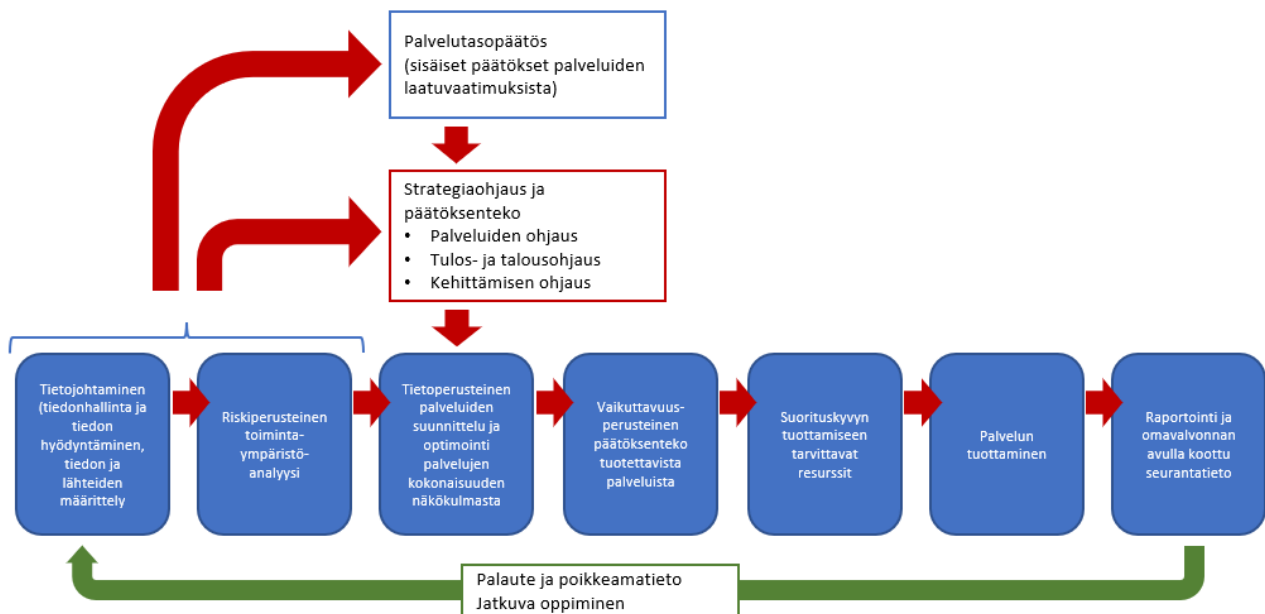 Palvelutasopäätös
(sisäiset päätökset palveluiden
laatuvaatimuksista)
Strategiaohjaus ja
päätöksenteko
• Palveluiden ohjaus
• Tulos- ja talousohjaus
• Kehittämisen ohjaus
Tietojohtaminen
(tiedonhallinta ja
tiedon
hyödyntäminen,
tiedon ja
lähteiden
määrittely
Riskiperusteinen
toiminta-
ympäristö-
analyysi
Tietoperusteinen
palveluiden
suunnittelu ja
optimointi
palvelujen
kokonaisuuden
näkökulmasta
Vaikuttavuus-
perusteinen
päätöksenteko
tuotettavista
palveluista
Suorituskyvyn
tuottamiseen
tarvittavat
resurssit
Palvelun
tuottaminen
Raportointi ja
omavalvonnan
avulla koottu
seurantatieto
Palaute ja poikkeamatieto
Jatkuva oppiminen